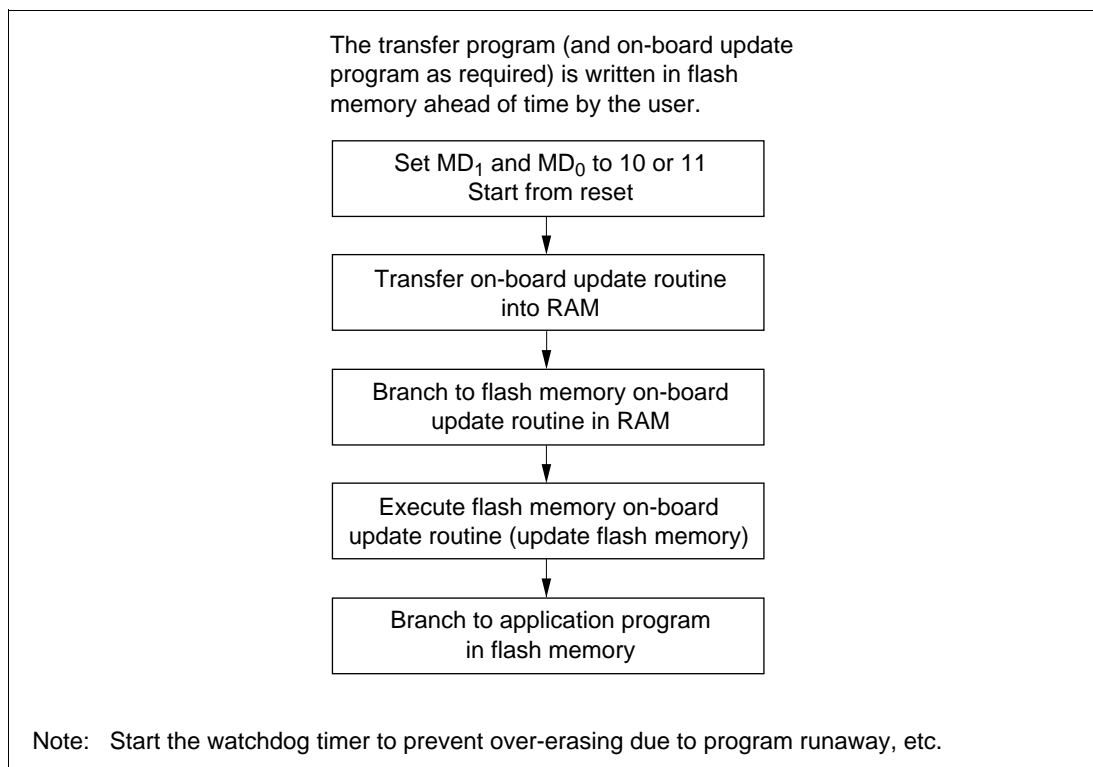 The transfer program (and on-board update
program as required) is written in flash
memory ahead of time by the user.
Set MD₁ and MD₀ to 10 or 11
Start from reset
Transfer on-board update routine
into RAM
Branch to flash memory on-board
update routine in RAM
Execute flash memory on-board
update routine (update flash memory)
Branch to application program
in flash memory
Note: Start the watchdog timer to prevent over-erasing due to program runaway, etc.